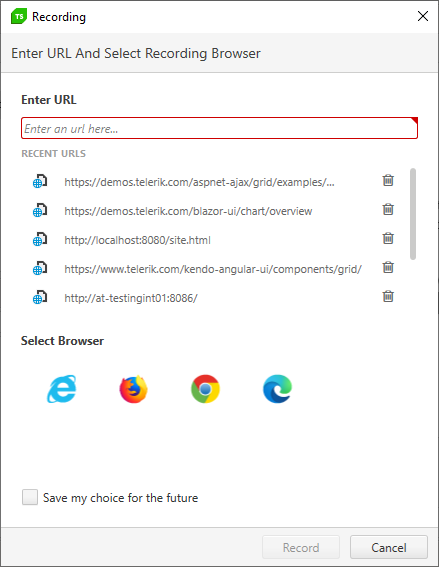 TS Recording
Enter URL And Select Recording Browser
Enter URL
Enter an url here...
RECENT URLS
https://demos.telerik.com/aspnet-ajax/grid/examples/...
https://demos.telerik.com/blazor-ui/chart/overview
http://localhost:8080/site.html
https://www.telerik.com/kendo-angular-ui/components/grid/
http://at-testingint01:8086/
Select Browser
Save my choice for the future
Record Cancel